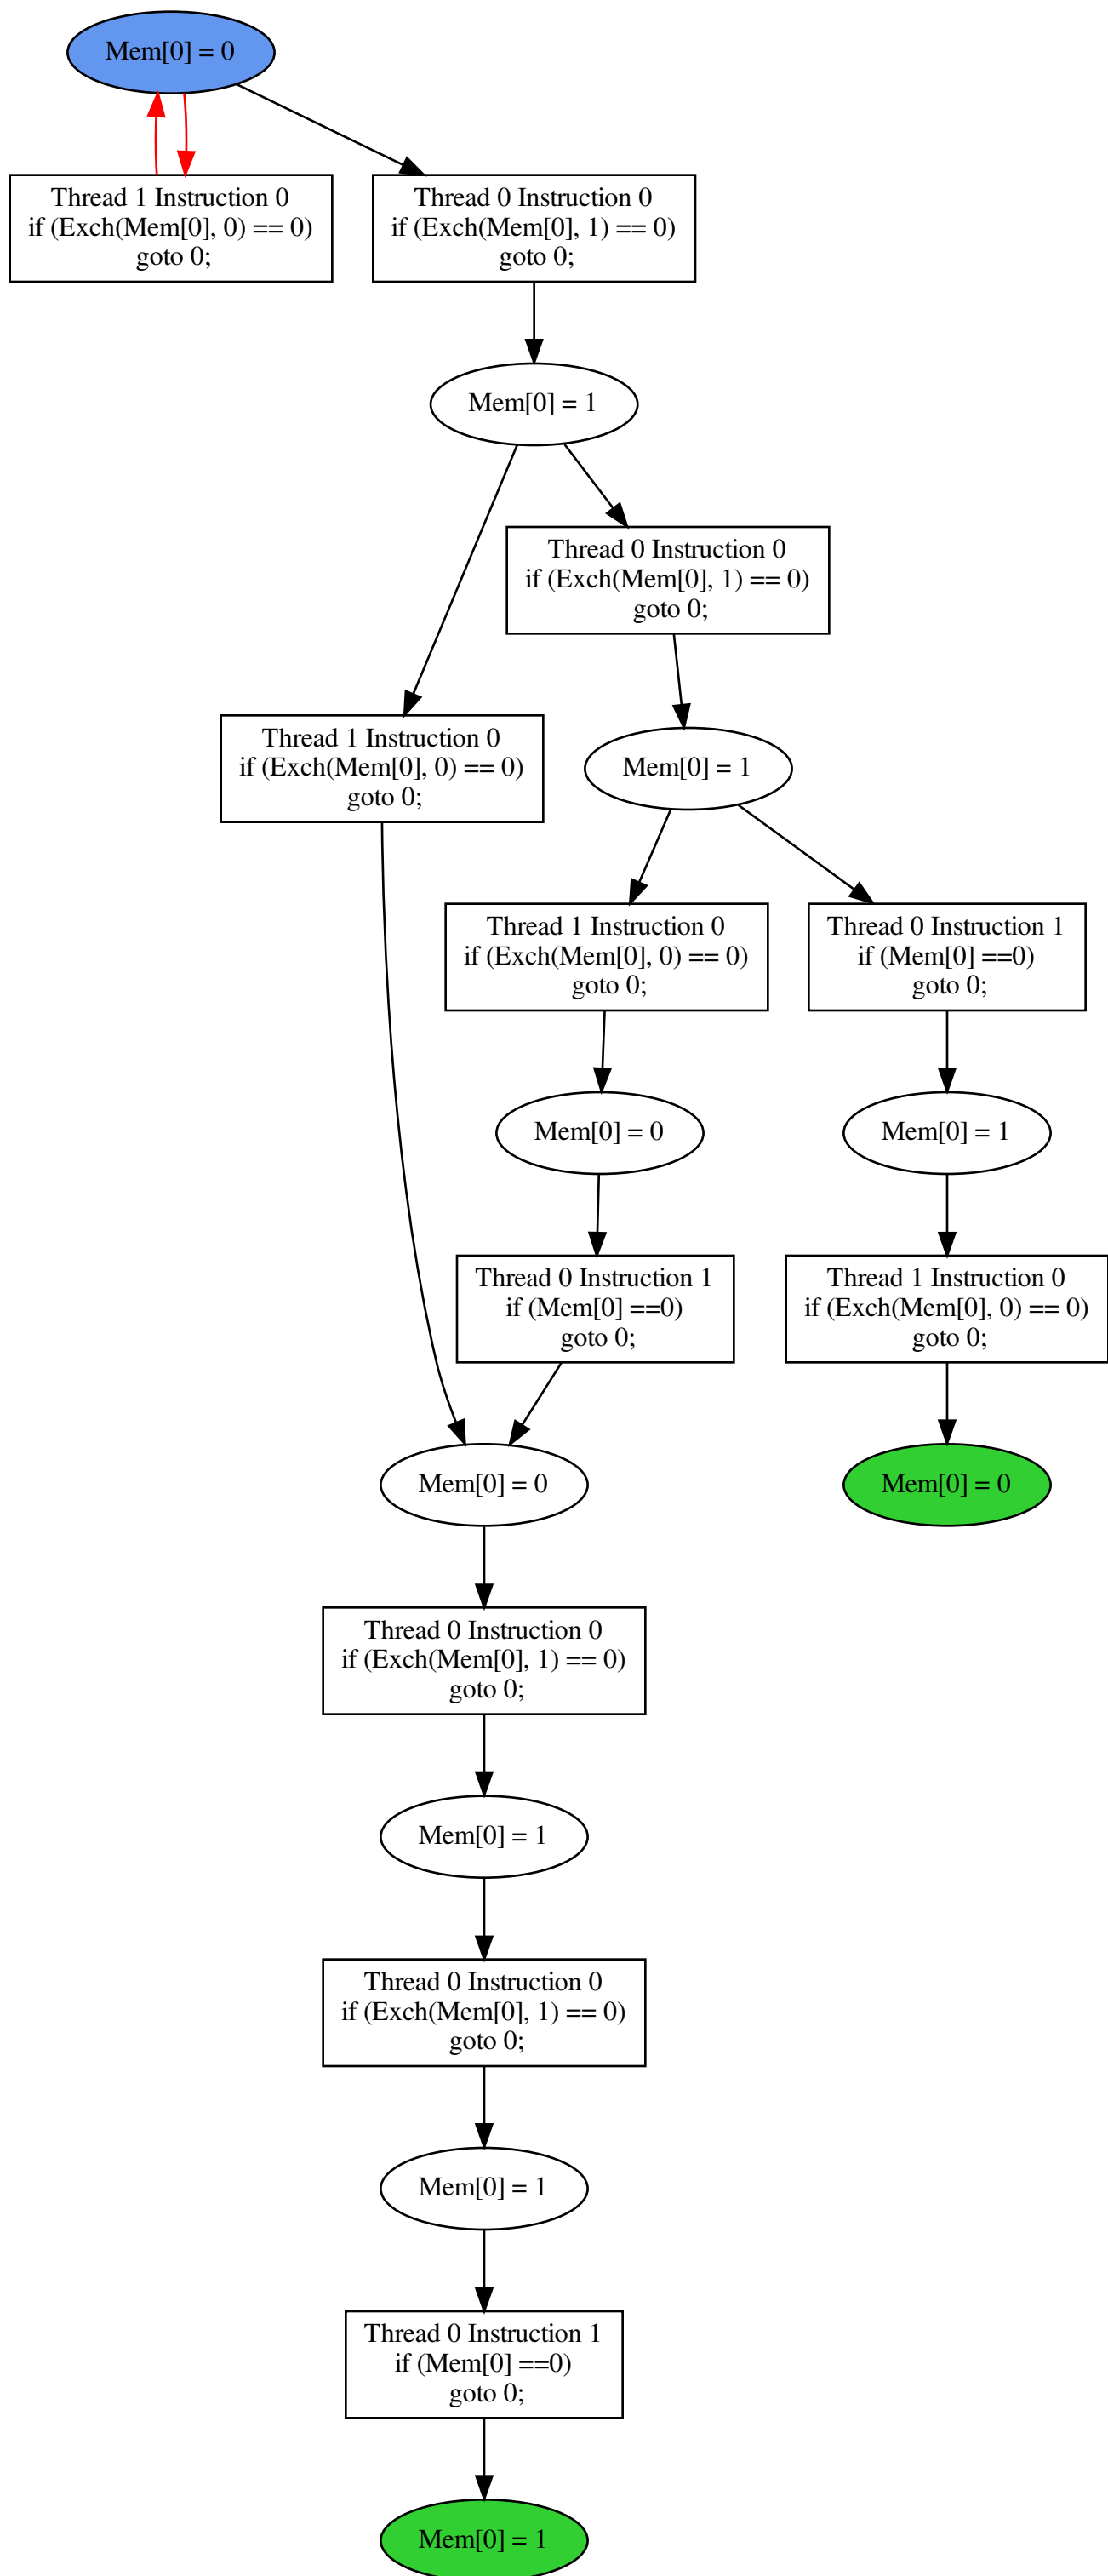 Mem[0] = 0
Thread 1 Instruction 0
if (Exch(Mem[0], 0) == 0)
goto 0;
Thread 0 Instruction 0
if (Exch(Mem[0], 1) == 0)
goto 0;
Mem[0] = 1
Thread 0 Instruction 0
if (Exch(Mem[0], 1) == 0)
goto 0;
Thread 1 Instruction 0
if (Exch(Mem[0], 0) == 0)
goto 0;
Mem[0] = 1
Thread 1 Instruction 0
if (Exch(Mem[0], 0) == 0)
goto 0;
Thread 0 Instruction 1
if (Mem[0] ==0)
goto 0;
Mem[0] = 0
Mem[0] = 1
Thread 0 Instruction 1
if (Mem[0] ==0)
goto 0;
Thread 1 Instruction 0
if (Exch(Mem[0], 0) == 0)
goto 0;
Mem[0] = 0
Mem[0] = 0
Thread 0 Instruction 0
if (Exch(Mem[0], 1) == 0)
goto 0;
Mem[0] = 1
Thread 0 Instruction 0
if (Exch(Mem[0], 1) == 0)
goto 0;
Mem[0] = 1
Thread 0 Instruction 1
if (Mem[0] ==0)
goto 0;
Mem[0] = 1